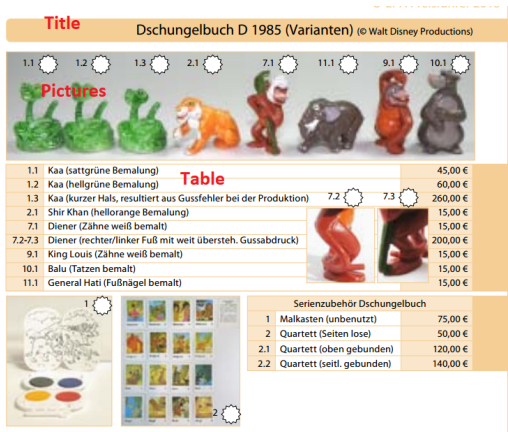 Title
Dschungelbuch D 1985 (Varianten) (© Walt Disney Productions)
1.1 1.2 1.3 2.1 7.1 11.1 9.1 10.1
Pictures
Table
1.1 Kaa (sattgrüne Bemalung) 45,00 €
1.2 Kaa (hellgrüne Bemalung) 60,00 €
1.3 Kaa (kurzer Hals, resultiert aus Gussfehler bei der Produktion) 260,00 €
2.1 Shir Khan (hellorange Bemalung) 15,00 €
7.1 Diener (Zähne weiß bemalt) 15,00 €
7.2-7.3 Diener (rechter/linker Fuß mit weit übersteh. Gussabdruck) 200,00 €
9.1 King Louis (Zähne weiß bemalt) 15,00 €
10.1 Balu (Tatzen bemalt) 15,00 €
11.1 General Hati (Fußnägel bemalt) 15,00 €
7.2 7.3
1
2
Serienzubehör Dschungelbuch
1 Malkasten (unbenutzt) 75,00 €
2 Quartett (Seiten lose) 50,00 €
2.1 Quartett (oben gebunden) 120,00 €
2.2 Quartett (seitl. gebunden) 140,00 €